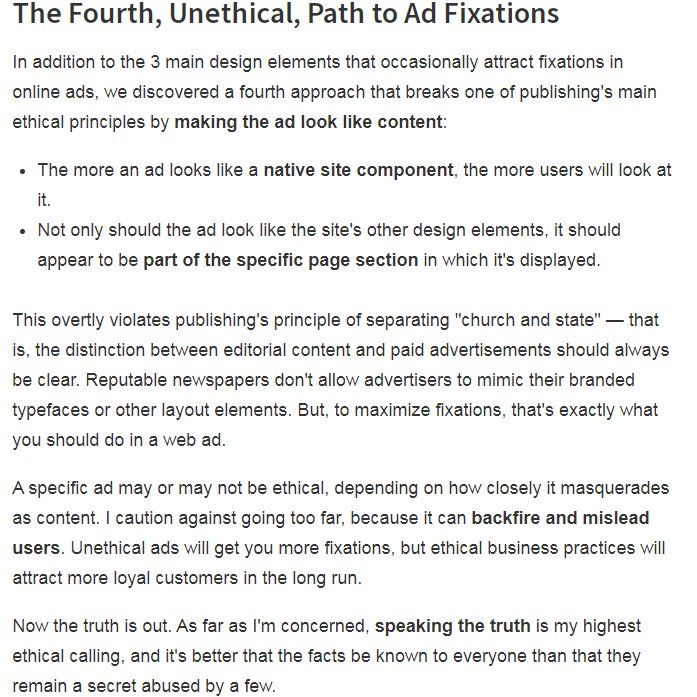 The Fourth, Unethical, Path to Ad Fixations
In addition to the 3 main design elements that occasionally attract fixations in
online ads, we discovered a fourth approach that breaks one of publishing's main
ethical principles by making the ad look like content:
• The more an ad looks like a native site component, the more users will look at
it.
• Not only should the ad look like the site's other design elements, it should
appear to be part of the specific page section in which it's displayed.
This overtly violates publishing's principle of separating "church and state" — that
is, the distinction between editorial content and paid advertisements should always
be clear. Reputable newspapers don't allow advertisers to mimic their branded
typefaces or other layout elements. But, to maximize fixations, that's exactly what
you should do in a web ad.
A specific ad may or may not be ethical, depending on how closely it masquerades
as content. I caution against going too far, because it can backfire and mislead
users. Unethical ads will get you more fixations, but ethical business practices will
attract more loyal customers in the long run.
Now the truth is out. As far as I'm concerned, speaking the truth is my highest
ethical calling, and it's better that the facts be known to everyone than that they
remain a secret abused by a few.